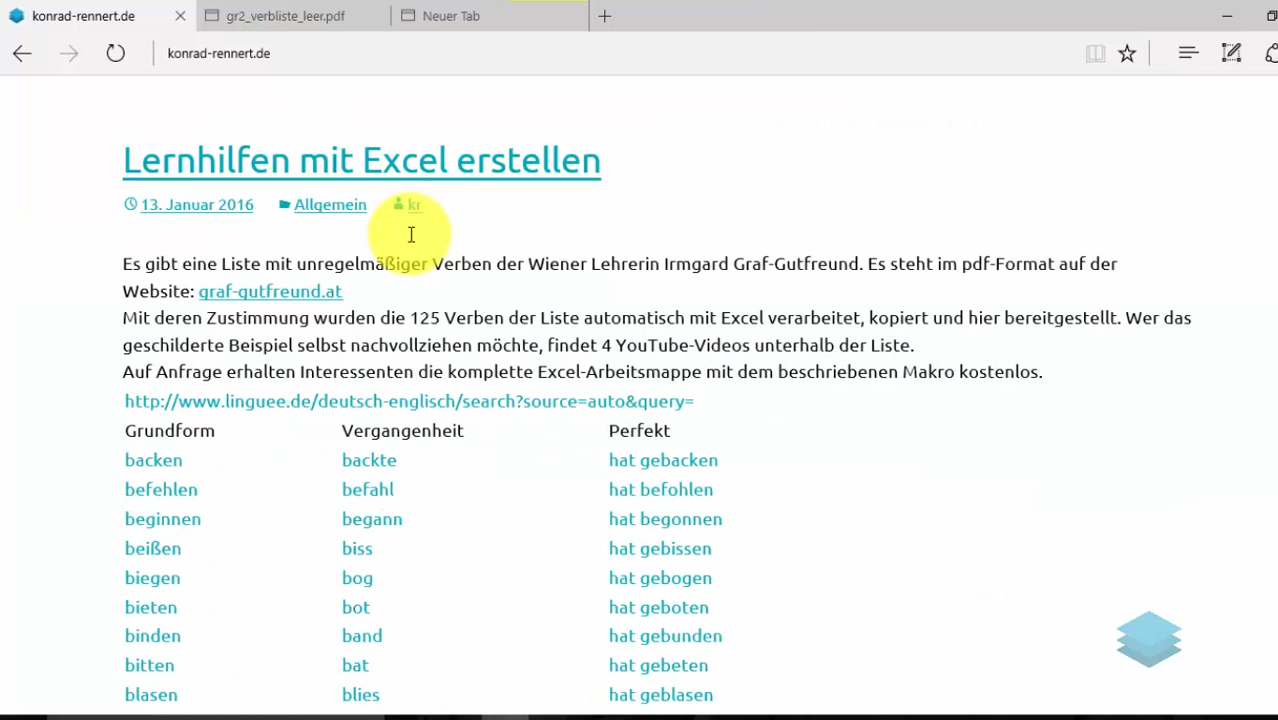 konrad-rennert.de
gr2_verbliste_leer.pdf
Neuer Tab
konrad-rennert.de
Lernhilfen mit Excel erstellen
13. Januar 2016 Allgemein kr
Es gibt eine Liste mit unregelmäßiger Verben der Wiener Lehrerin Irmgard Graf-Gutfreund. Es steht im pdf-Format auf der
Website: graf-gutfreund.at
Mit deren Zustimmung wurden die 125 Verben der Liste automatisch mit Excel verarbeitet, kopiert und hier bereitgestellt. Wer das
geschilderte Beispiel selbst nachvollziehen möchte, findet 4 YouTube-Videos unterhalb der Liste.
Auf Anfrage erhalten Interessenten die komplette Excel-Arbeitsmappe mit dem beschriebenen Makro kostenlos.
http://www.linguee.de/deutsch-englisch/search?source=auto&query=
Grundform Vergangenheit Perfekt
backen backte hat gebacken
befehlen befahl hat befohlen
beginnen begann hat begonnen
beißen biss hat gebissen
biegen bog hat gebogen
bieten bot hat geboten
binden band hat gebunden
bitten bat hat gebeten
blasen blies hat geblasen